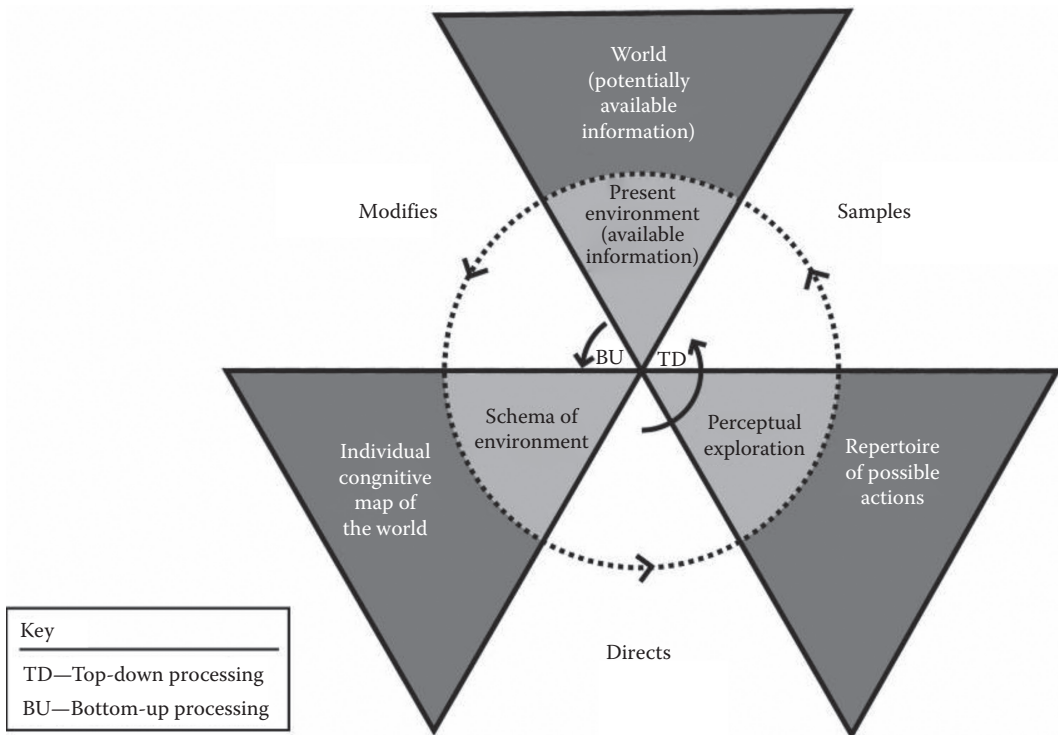 World
(potentially
available
information)
Present
environment
(available
information)
Modifies
Samples
BU
TD
Schema of
environment
Perceptual
exploration
Individual
congnitive
map of
the world
Repertoire
of possible
actions
Directs
Key
TD—Top-down processing
BU—Bottom-up processing